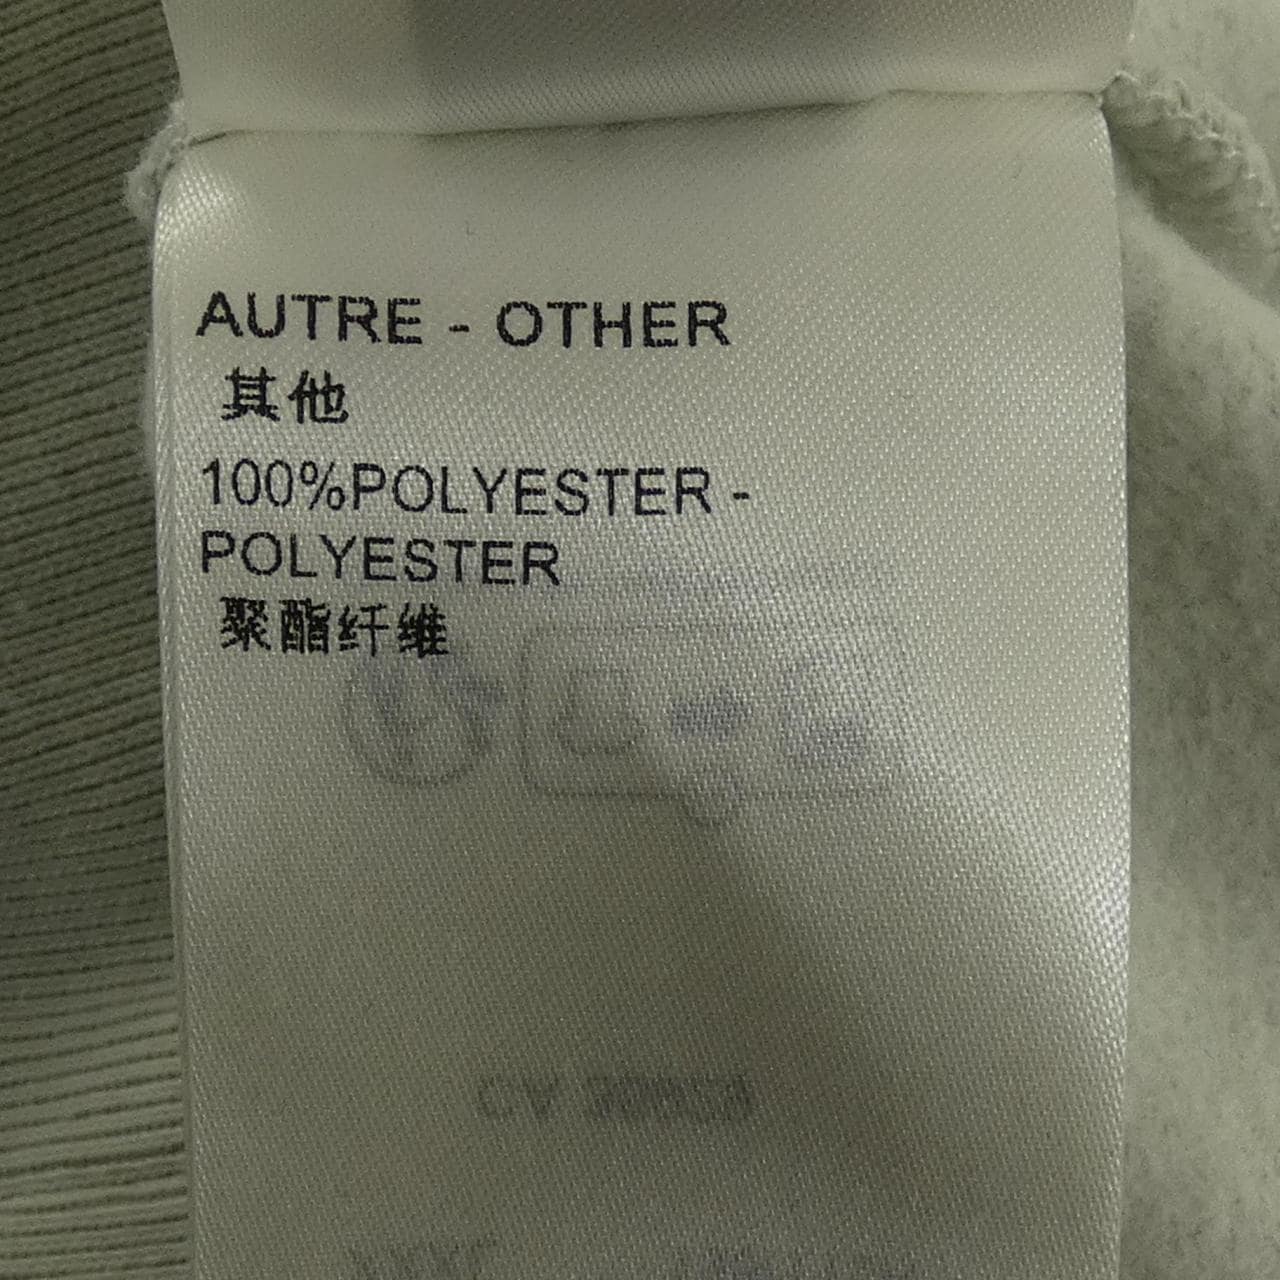 AUTRE - OTHER
其他
100%POLYESTER -
POLYESTER
聚酯纤维